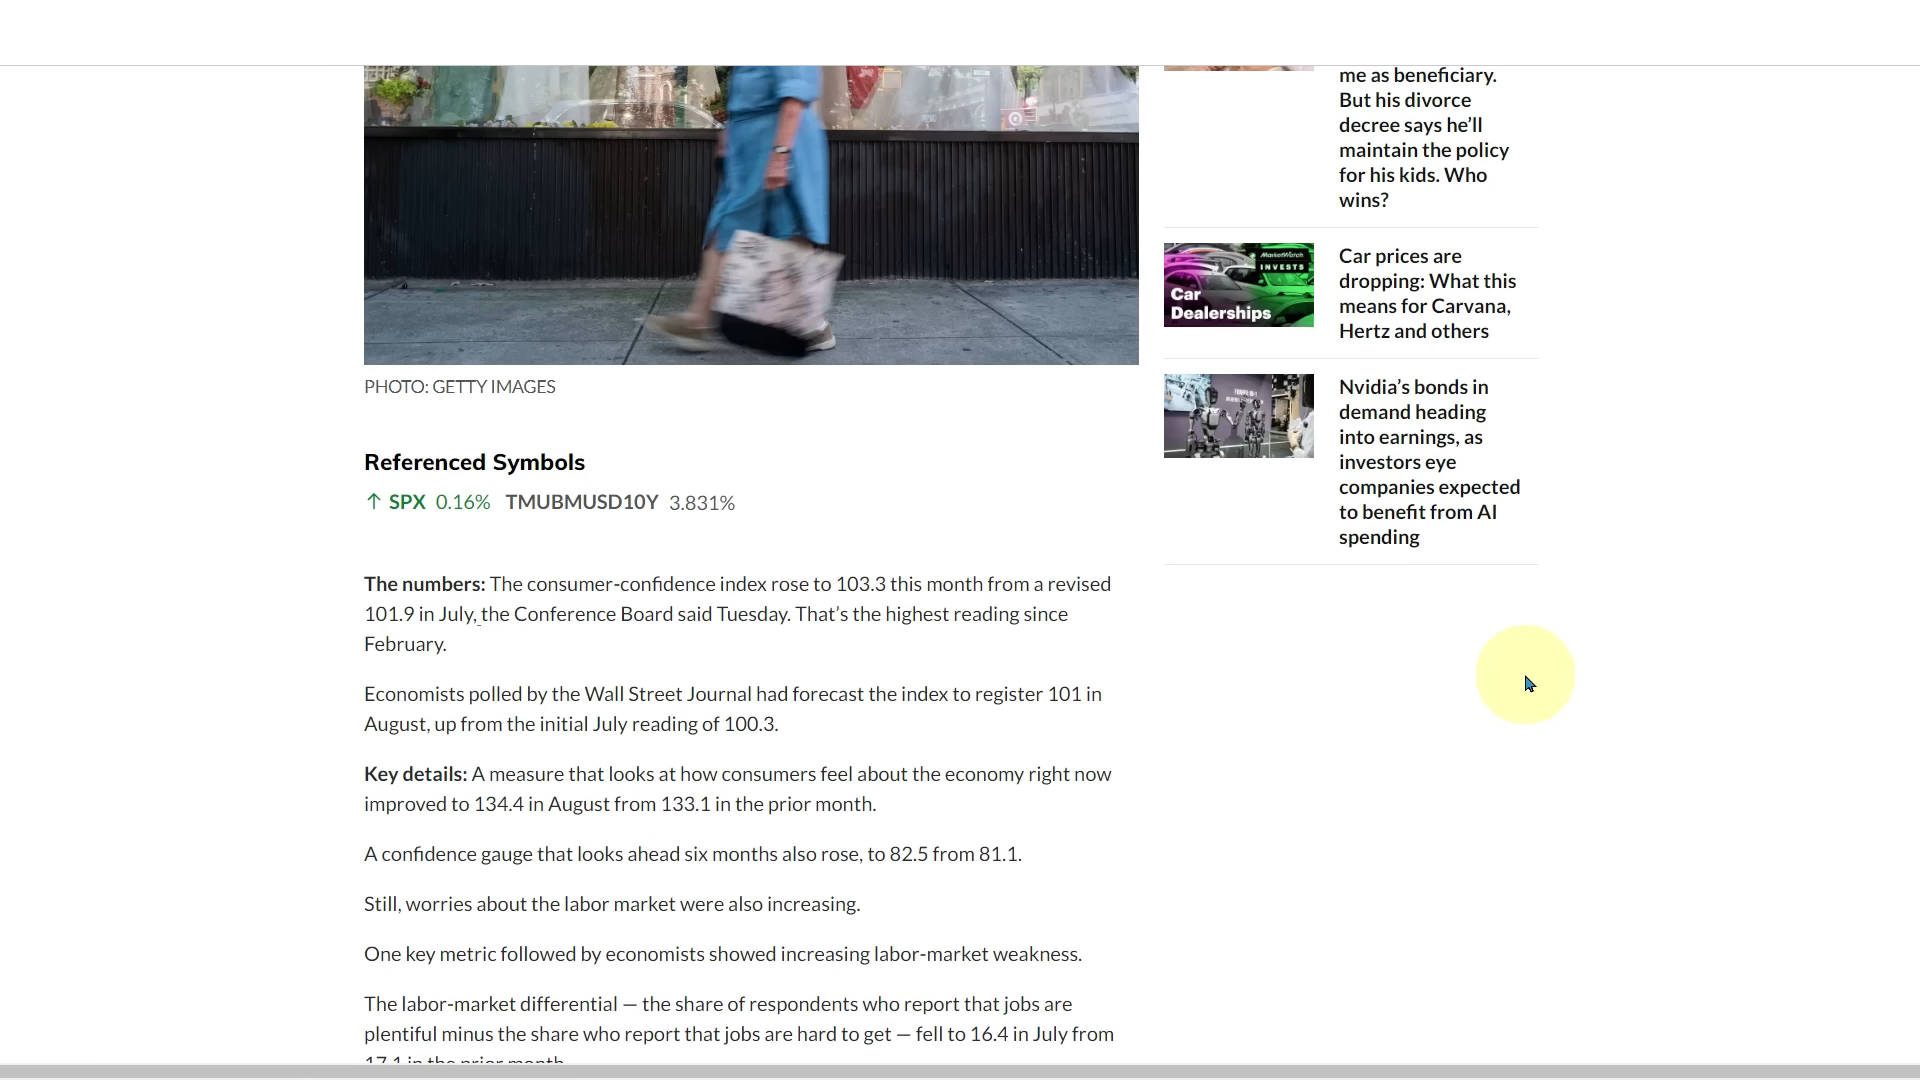 me as beneficiary.
But his divorce
decree says he’ll
maintain the policy
for his kids. Who
wins?
MarketWatch
INVESTS
Car
Dealerships
Car prices are
dropping: What this
means for Carvana,
Hertz and others
Nvidia’s bonds in
demand heading
into earnings, as
investors eye
companies expected
to benefit from AI
spending
PHOTO: GETTY IMAGES
Referenced Symbols
↑ SPX 0.16% TMUBMUSD10Y 3.831%
The numbers: The consumer-confidence index rose to 103.3 this month from a revised
101.9 in July, the Conference Board said Tuesday. That’s the highest reading since
February.
Economists polled by the Wall Street Journal had forecast the index to register 101 in
August, up from the initial July reading of 100.3.
Key details: A measure that looks at how consumers feel about the economy right now
improved to 134.4 in August from 133.1 in the prior month.
A confidence gauge that looks ahead six months also rose, to 82.5 from 81.1.
Still, worries about the labor market were also increasing.
One key metric followed by economists showed increasing labor-market weakness.
The labor-market differential — the share of respondents who report that jobs are
plentiful minus the share who report that jobs are hard to get — fell to 16.4 in July from
17.1 in the prior month.